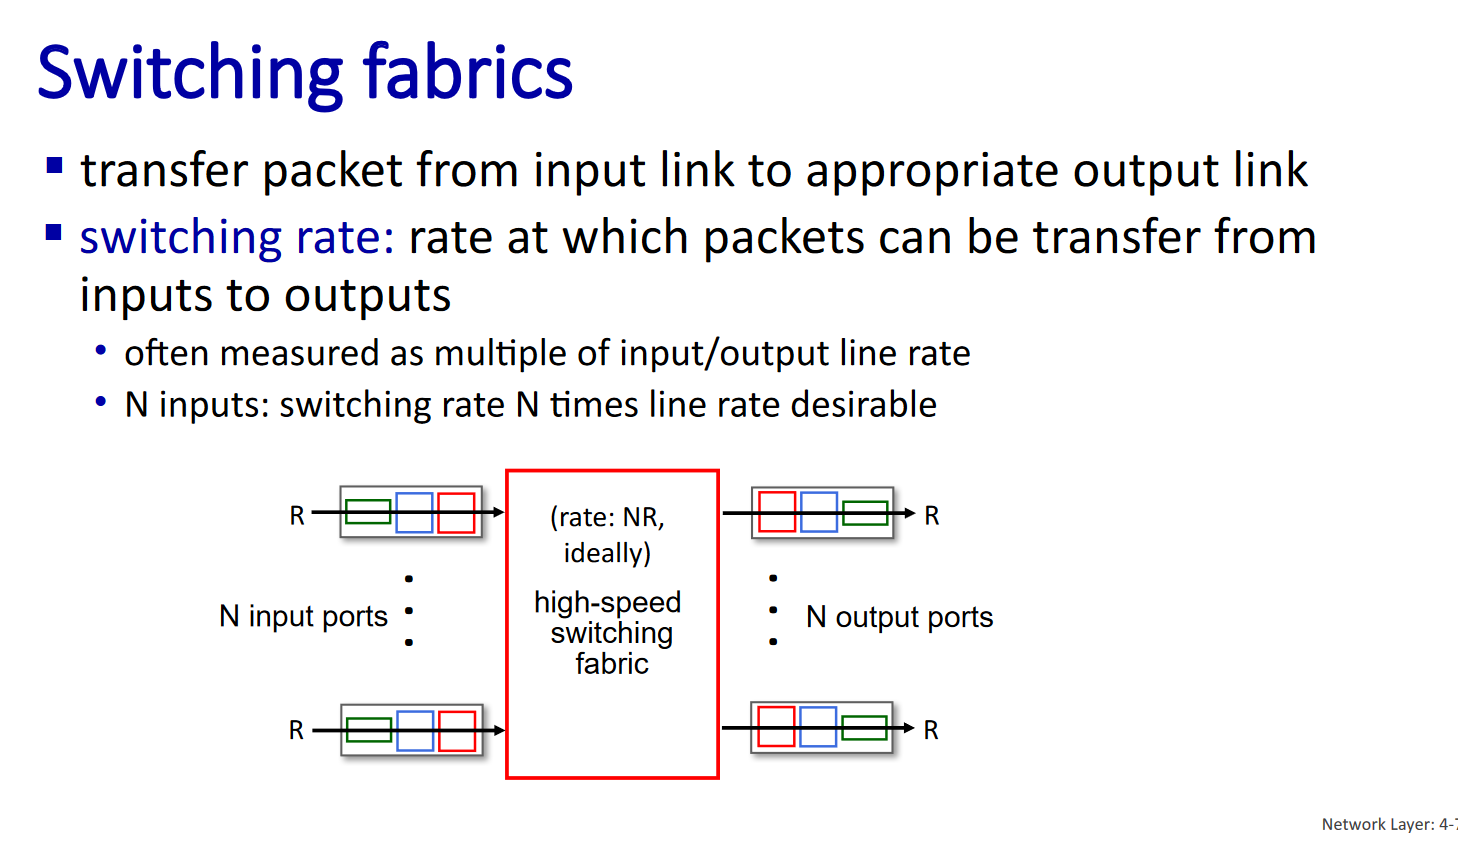 Switching fabrics
▪ transfer packet from input link to appropriate output link
▪ switching rate: rate at which packets can be transfer from
inputs to outputs
• often measured as multiple of input/output line rate
• N inputs: switching rate N times line rate desirable
R
(rate: NR,
ideally)
R
high-speed
switching
fabric
N input ports
N output ports
R
R
Network Layer: 4-